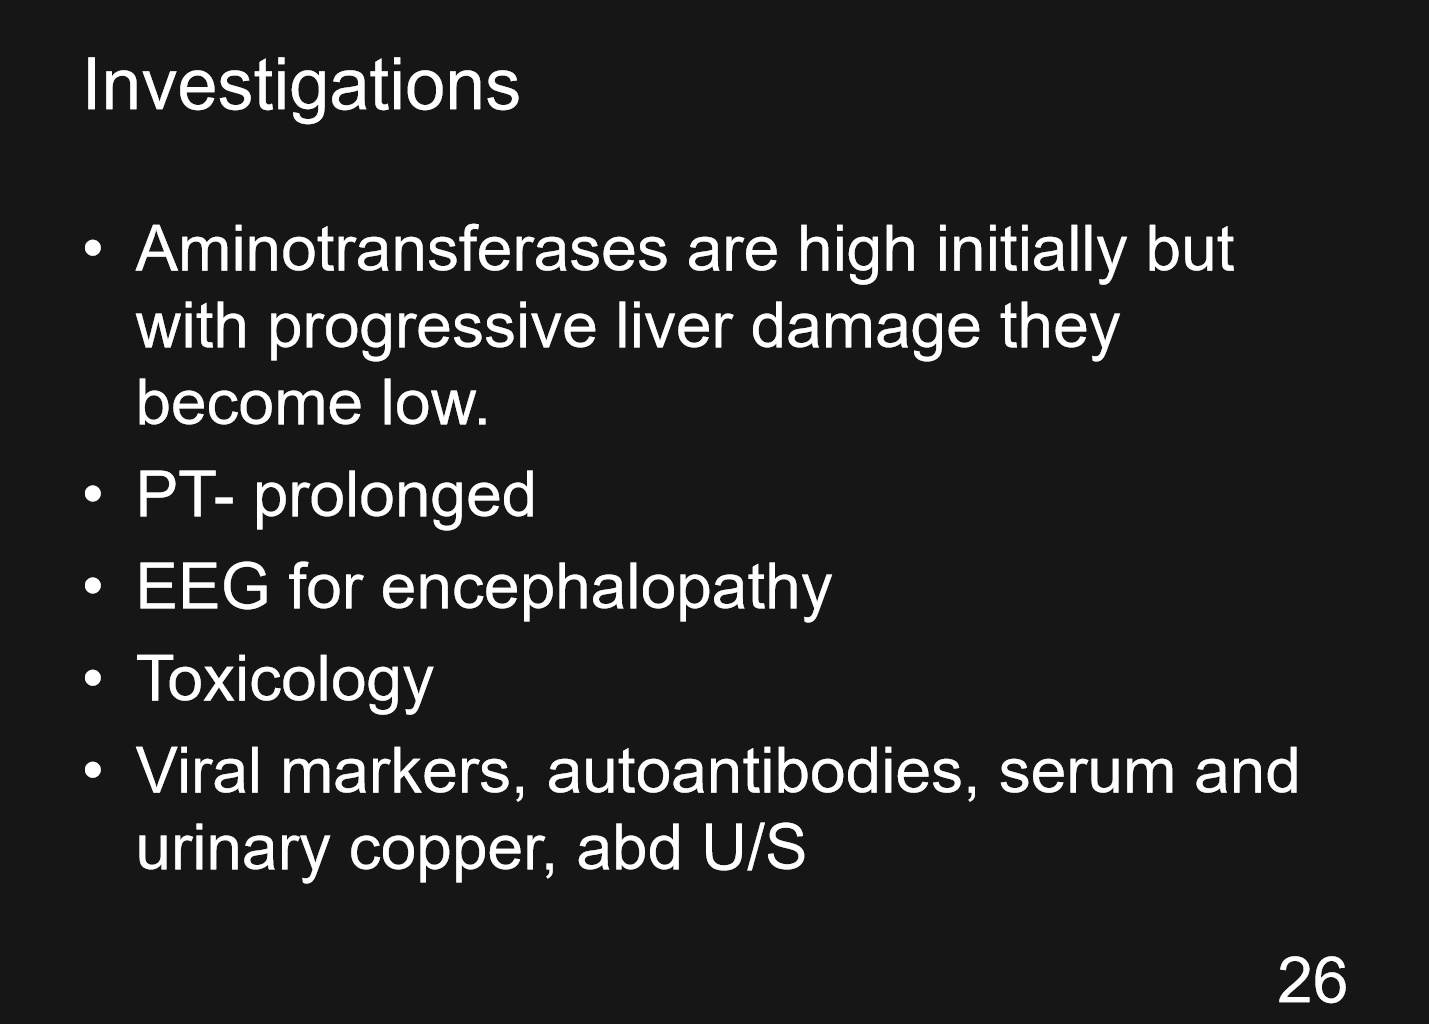 Investigations
• Aminotransferases are high initially but
with progressive liver damage they
become low.
• PT- prolonged
• EEG for encephalopathy
• Toxicology
• Viral markers, autoantibodies, serum and
urinary copper, abd U/S
26